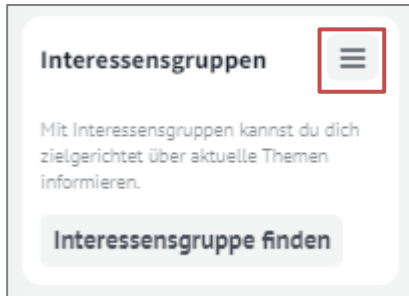 Interessensgruppen
Mit Interessensgruppen kannst du dich
zielgerichtet über aktuelle Themen
informieren.
Interessensgruppe finden